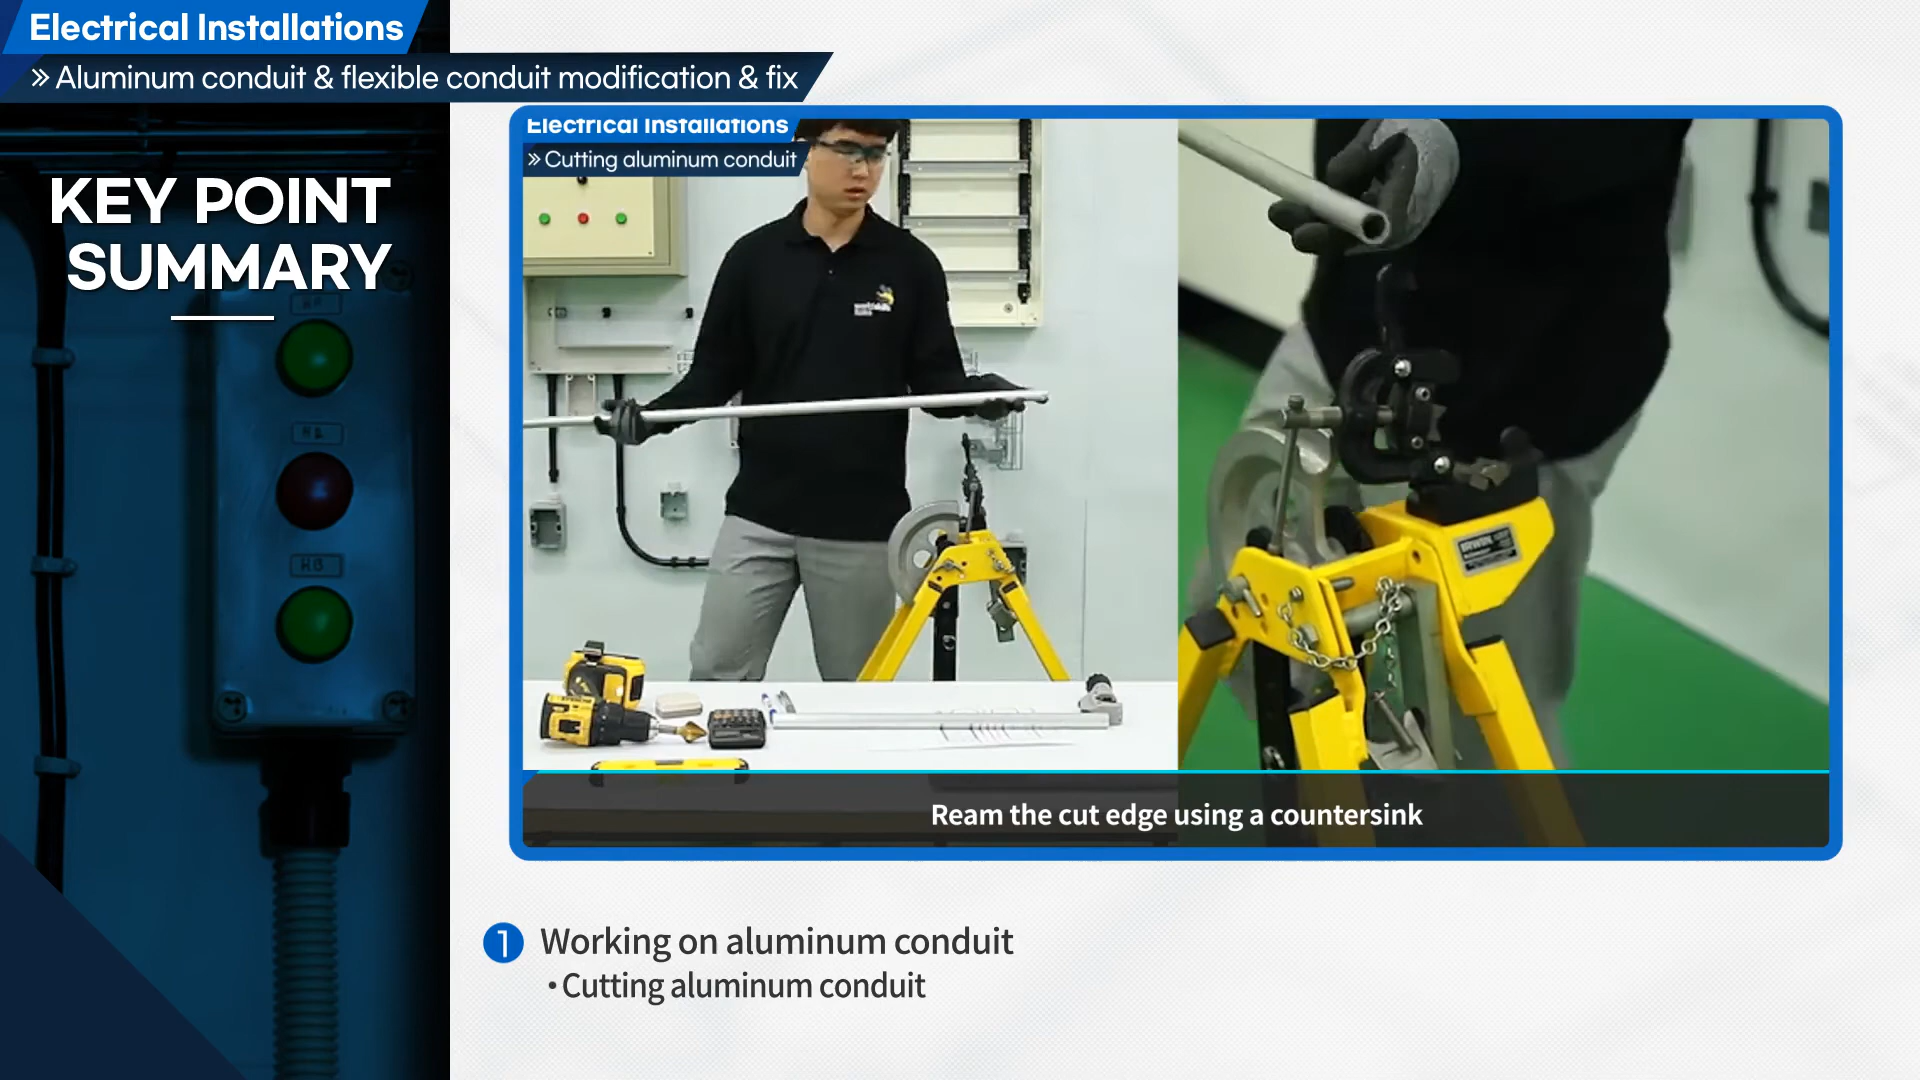 Electrical Installations
» Aluminum conduit & flexible conduit modification & fix
KEY POINT
SUMMARY
Electrical Installations
» Cutting aluminum conduit
Ream the cut edge using a countersink
1 Working on aluminum conduit
• Cutting aluminum conduit